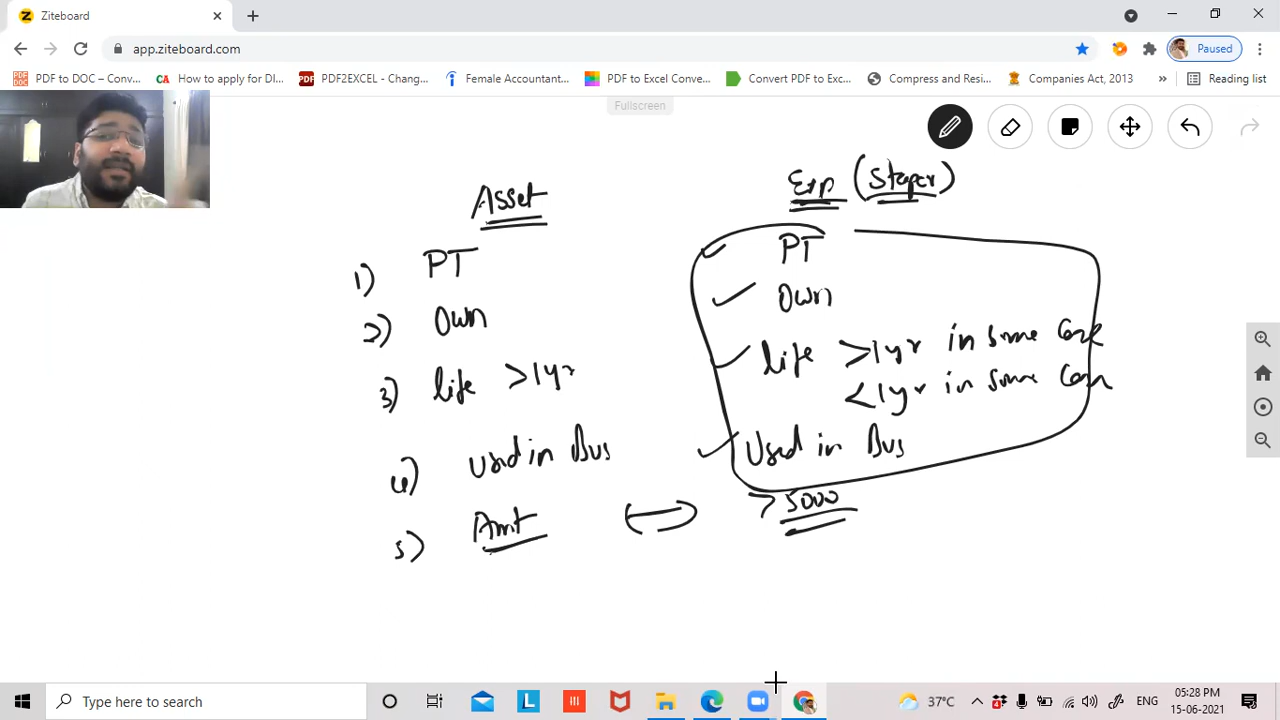 Ziteboard
app.ziteboard.com
Paused
PDF to DOC – Conv...
CA How to apply for DI...
PDF PDF2EXCEL - Chang...
Female Accountant...
PDF to Excel Conve...
Convert PDF to Exc...
Compress and Resi...
Companies Act, 2013
»
Reading list
Fullscreen
Asset
Exp (Stapler)
1) PT
PT
2) Own
Own
3) life >1yr
life >1yr in some Case
<1yr in some Case
4) Used in Bus
Used in Bus
5) Amt
>5000
Type here to search
37°C
ENG
05:28 PM
15-06-2021